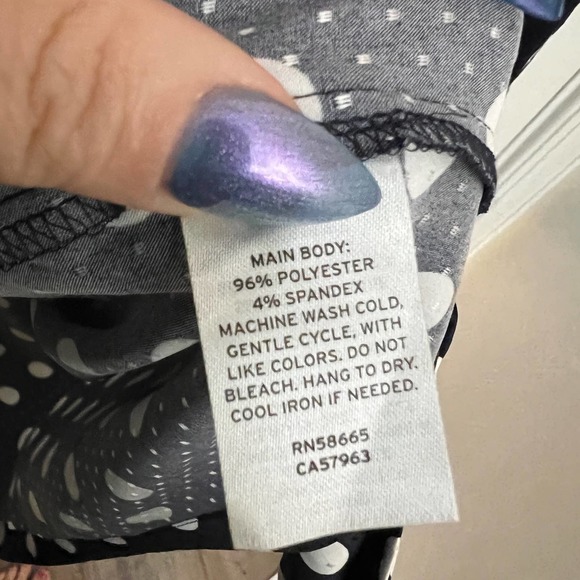 MAIN BODY:
96% POLYESTER
4% SPANDEX
MACHINE WASH COLD,
GENTLE CYCLE, WITH
LIKE COLORS. DO NOT
BLEACH. HANG TO DRY.
COOL IRON IF NEEDED.
RN58665
CA57963